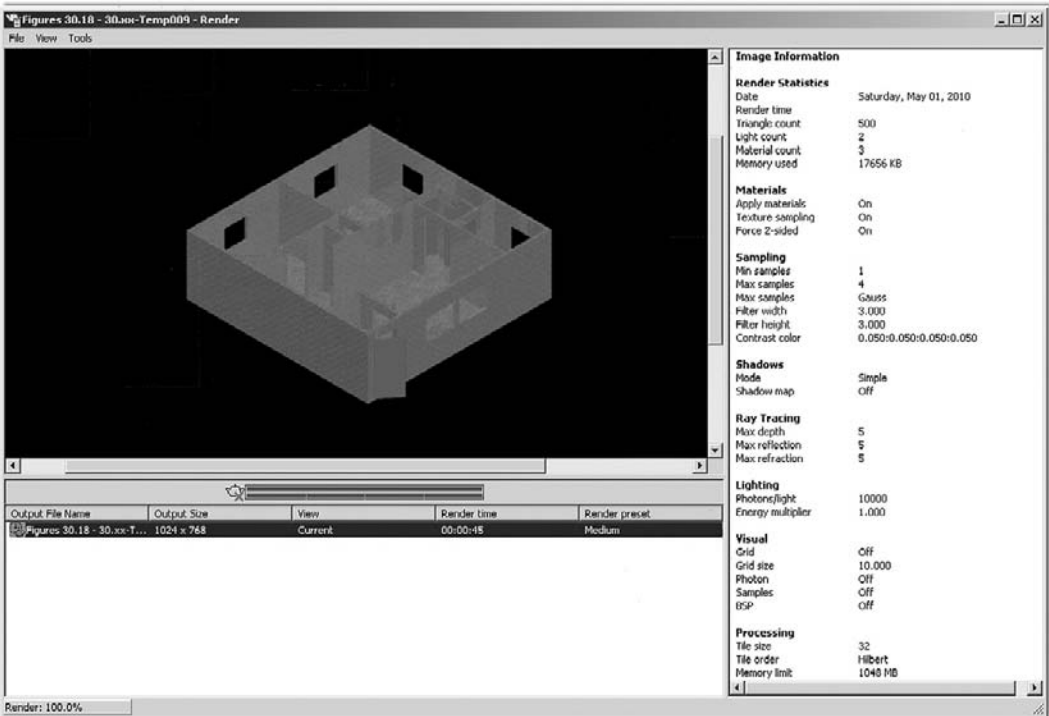 Figures 30.18 - 30.xx-Temp009 - Render
File View Tools
Image Information
Render Statistics
Date Saturday, May 01, 2010
Render time
Triangle count 500
Light count 2
Material count 3
Memory used 17656 KB
Materials
Apply materials On
Texture sampling On
Force 2-sided On
Sampling
Min samples 1
Max samples 4
Max samples Gauss
Filter width 3.000
Filter height 3.000
Contrast color 0.050:0.050:0.050:0.050
Shadows
Mode Simple
Shadow map Off
Ray Tracing
Max depth 5
Max reflection 5
Max refraction 5
Lighting
Photons/light 10000
Energy multiplier 1.000
Visual
Grid Off
Grid size 10.000
Photon Off
Samples Off
BSP Off
Processing
Tile size 32
Tile order Hilbert
Memory limit 1048 MB
Output File Name Output Size View Render time Render preset
Figures 30.18 - 30.xx-T... 1024 x 768 Current 00:00:45 Medium
Render: 100.0%